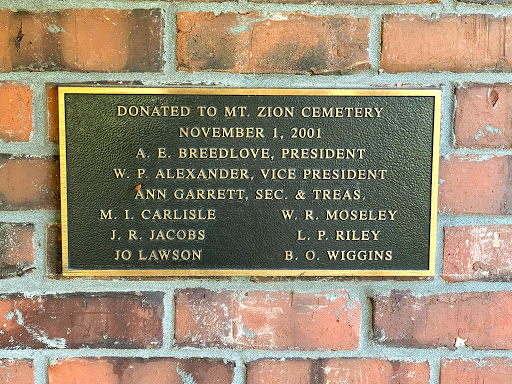 DONATED TO MT. ZION CEMETERY
NOVEMBER 1, 2001
A. E. BREEDLOVE, PRESIDENT
W. P. ALEXANDER, VICE PRESIDENT
ANN GARRETT, SEC. & TREAS.
M. I. CARLISLE W. R. MOSELEY
J. R. JACOBS L. P. RILEY
JO LAWSON B. O. WIGGINS